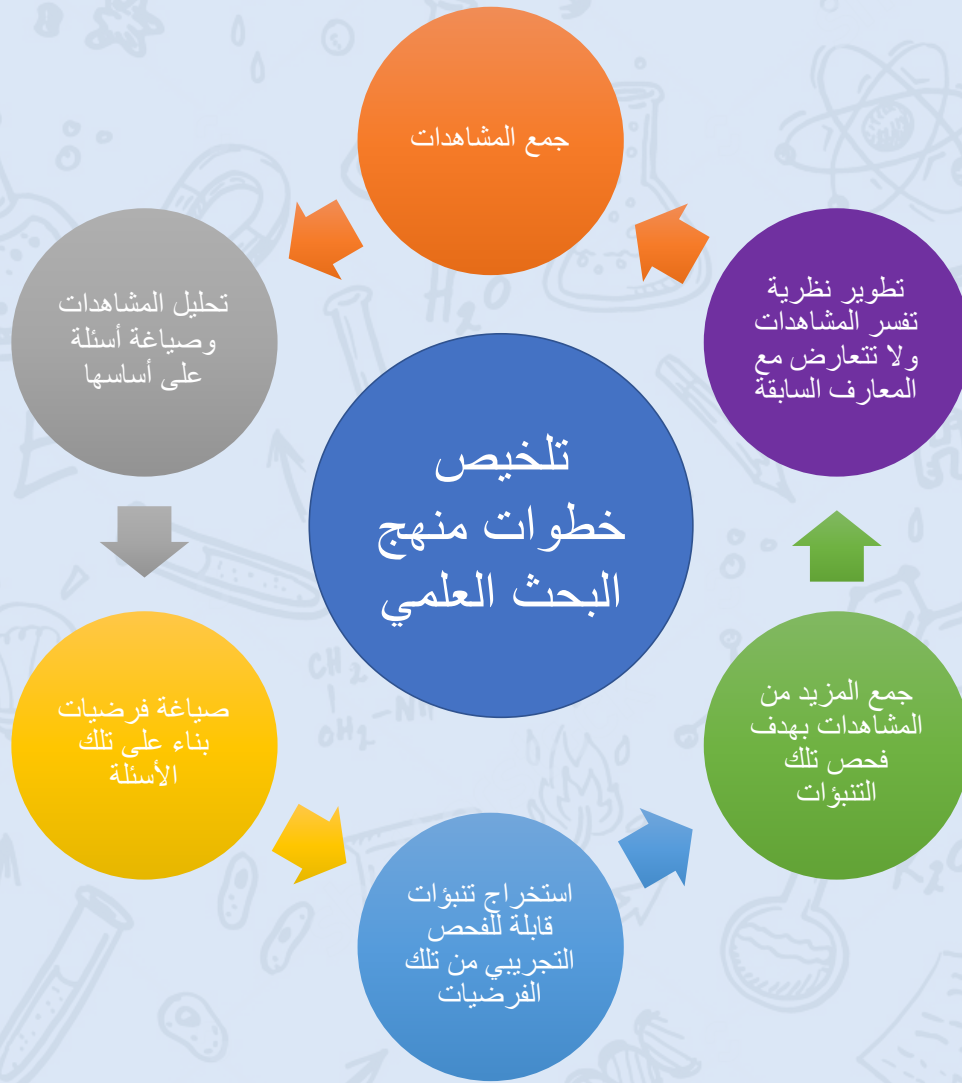 جمع المشاهدات
تحليل المشاهدات
وصياغة أسئلة
على أساسها
صياغة فرضيات
بناء على تلك
الأسئلة
استخراج تنبؤات
قابلة للفحص
التجريبي من تلك
الفرضيات
جمع المزيد من
المشاهدات بهدف
فحص تلك
التنبؤات
تطوير نظرية
تفسر المشاهدات
ولا تتعارض مع
المعارف السابقة
تلخيص
خطوات منهج
البحث العلمي
H₂O